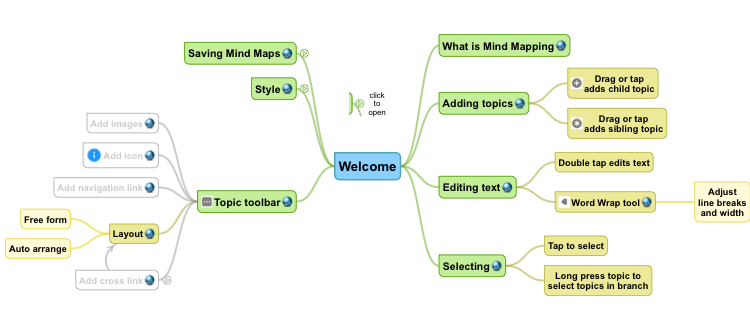 Saving Mind Maps
Style
click
to
open
Welcome
Add images
Add icon
Add navigation link
Topic toolbar
Free form
Layout
Auto arrange
Add cross link
What is Mind Mapping
Adding topics
Drag or tap
adds child topic
Drag or tap
adds sibling topic
Editing text
Double tap edits text
Word Wrap tool
Adjust
line breaks
and width
Selecting
Tap to select
Long press topic to
select topics in branch